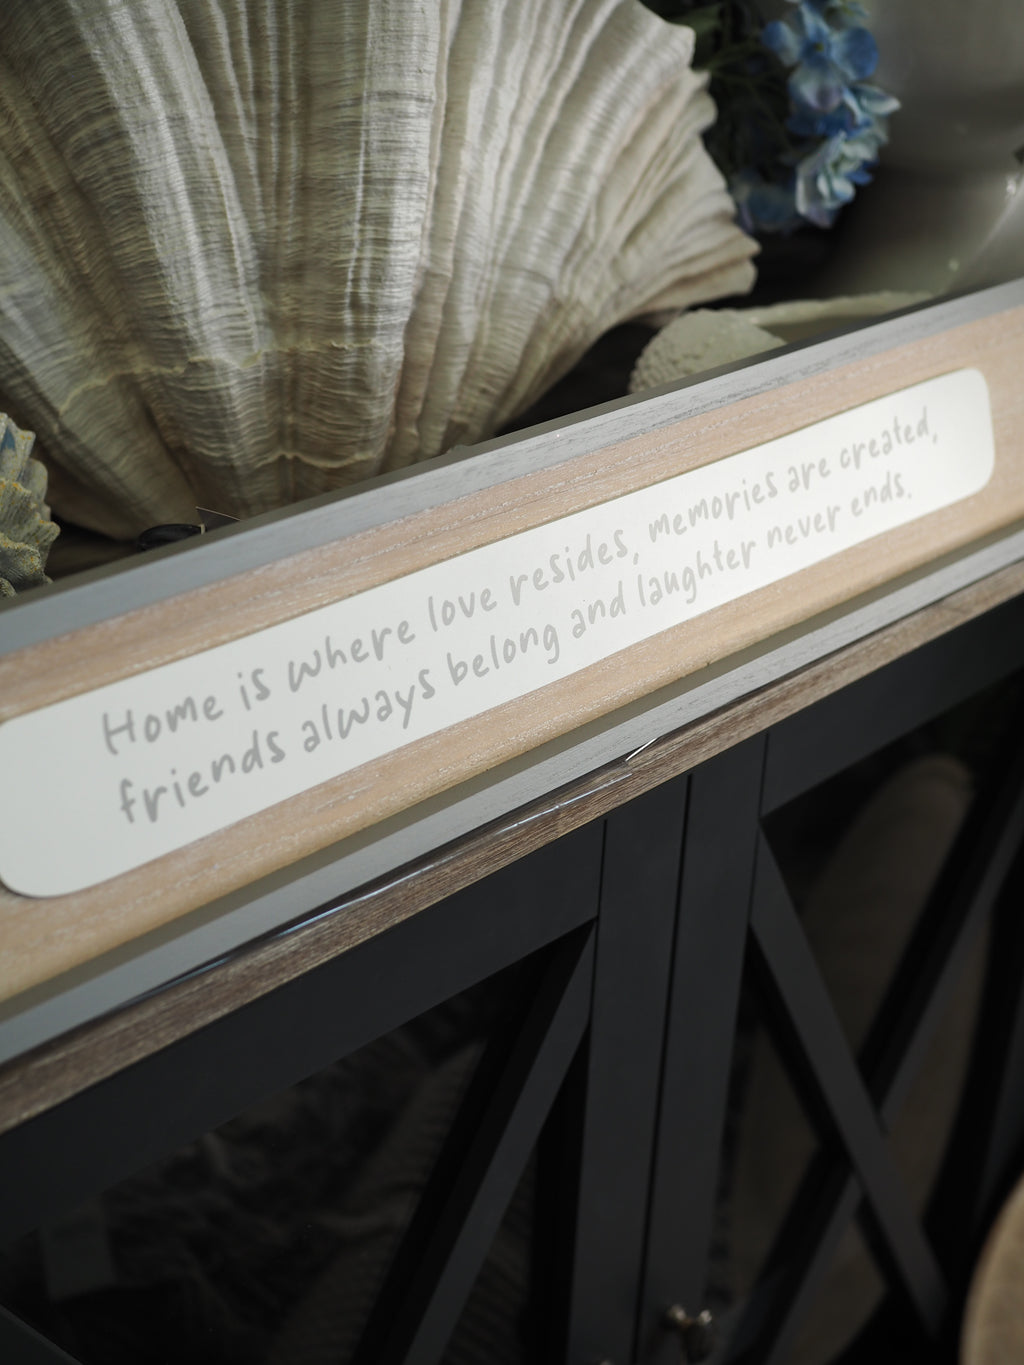 Home is where love resides, memories are created,
friends always belong and laughter never ends.